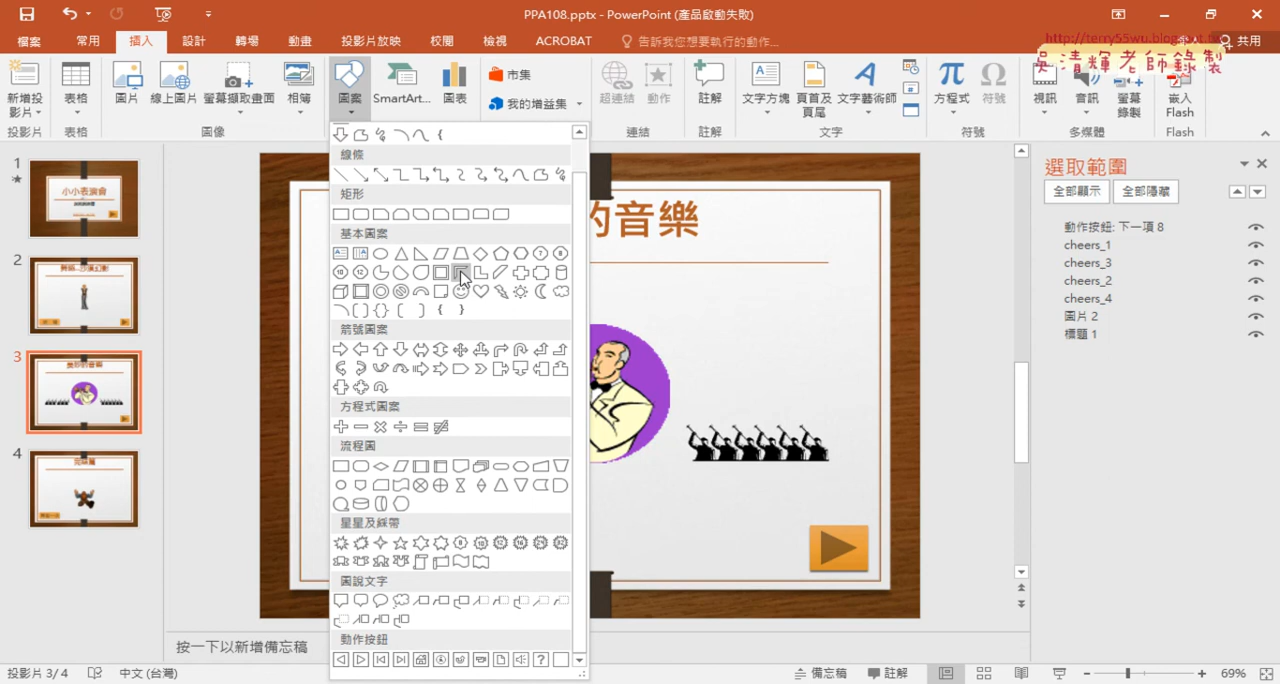 PPA108.pptx - PowerPoint (產品啟動失敗)
http://terry55wu.blogspot.tw
吳清輝老師錄製
檔案 常用 插入 設計 轉場 動畫 投影片放映 校閱 檢視 ACROBAT 告訴我您想要執行的動作... 共用
新增投影片 表格 圖片 線上圖片 螢幕擷取畫面 相簿 圖案 SmartArt... 圖表 市集 我的增益集 超連結 動作 註解 文字方塊 頁首及頁尾 文字藝術師 方程式 符號 視訊 音訊 螢幕錄製 嵌入 Flash
投影片 表格 圖像 連結 註解 文字 符號 多媒體 Flash
線條
矩形
基本圖案
箭號圖案
方程式圖案
流程圖
星星及綵帶
圖說文字
動作按鈕
1
小小表演會
2
3
4
的音樂
選取範圍
全部顯示 全部隱藏
動作按鈕: 下一項 8
cheers_1
cheers_3
cheers_2
cheers_4
圖片 2
標題 1
按一下以新增備忘稿
投影片 3/4 中文 (台灣) 備忘稿 註解 69%